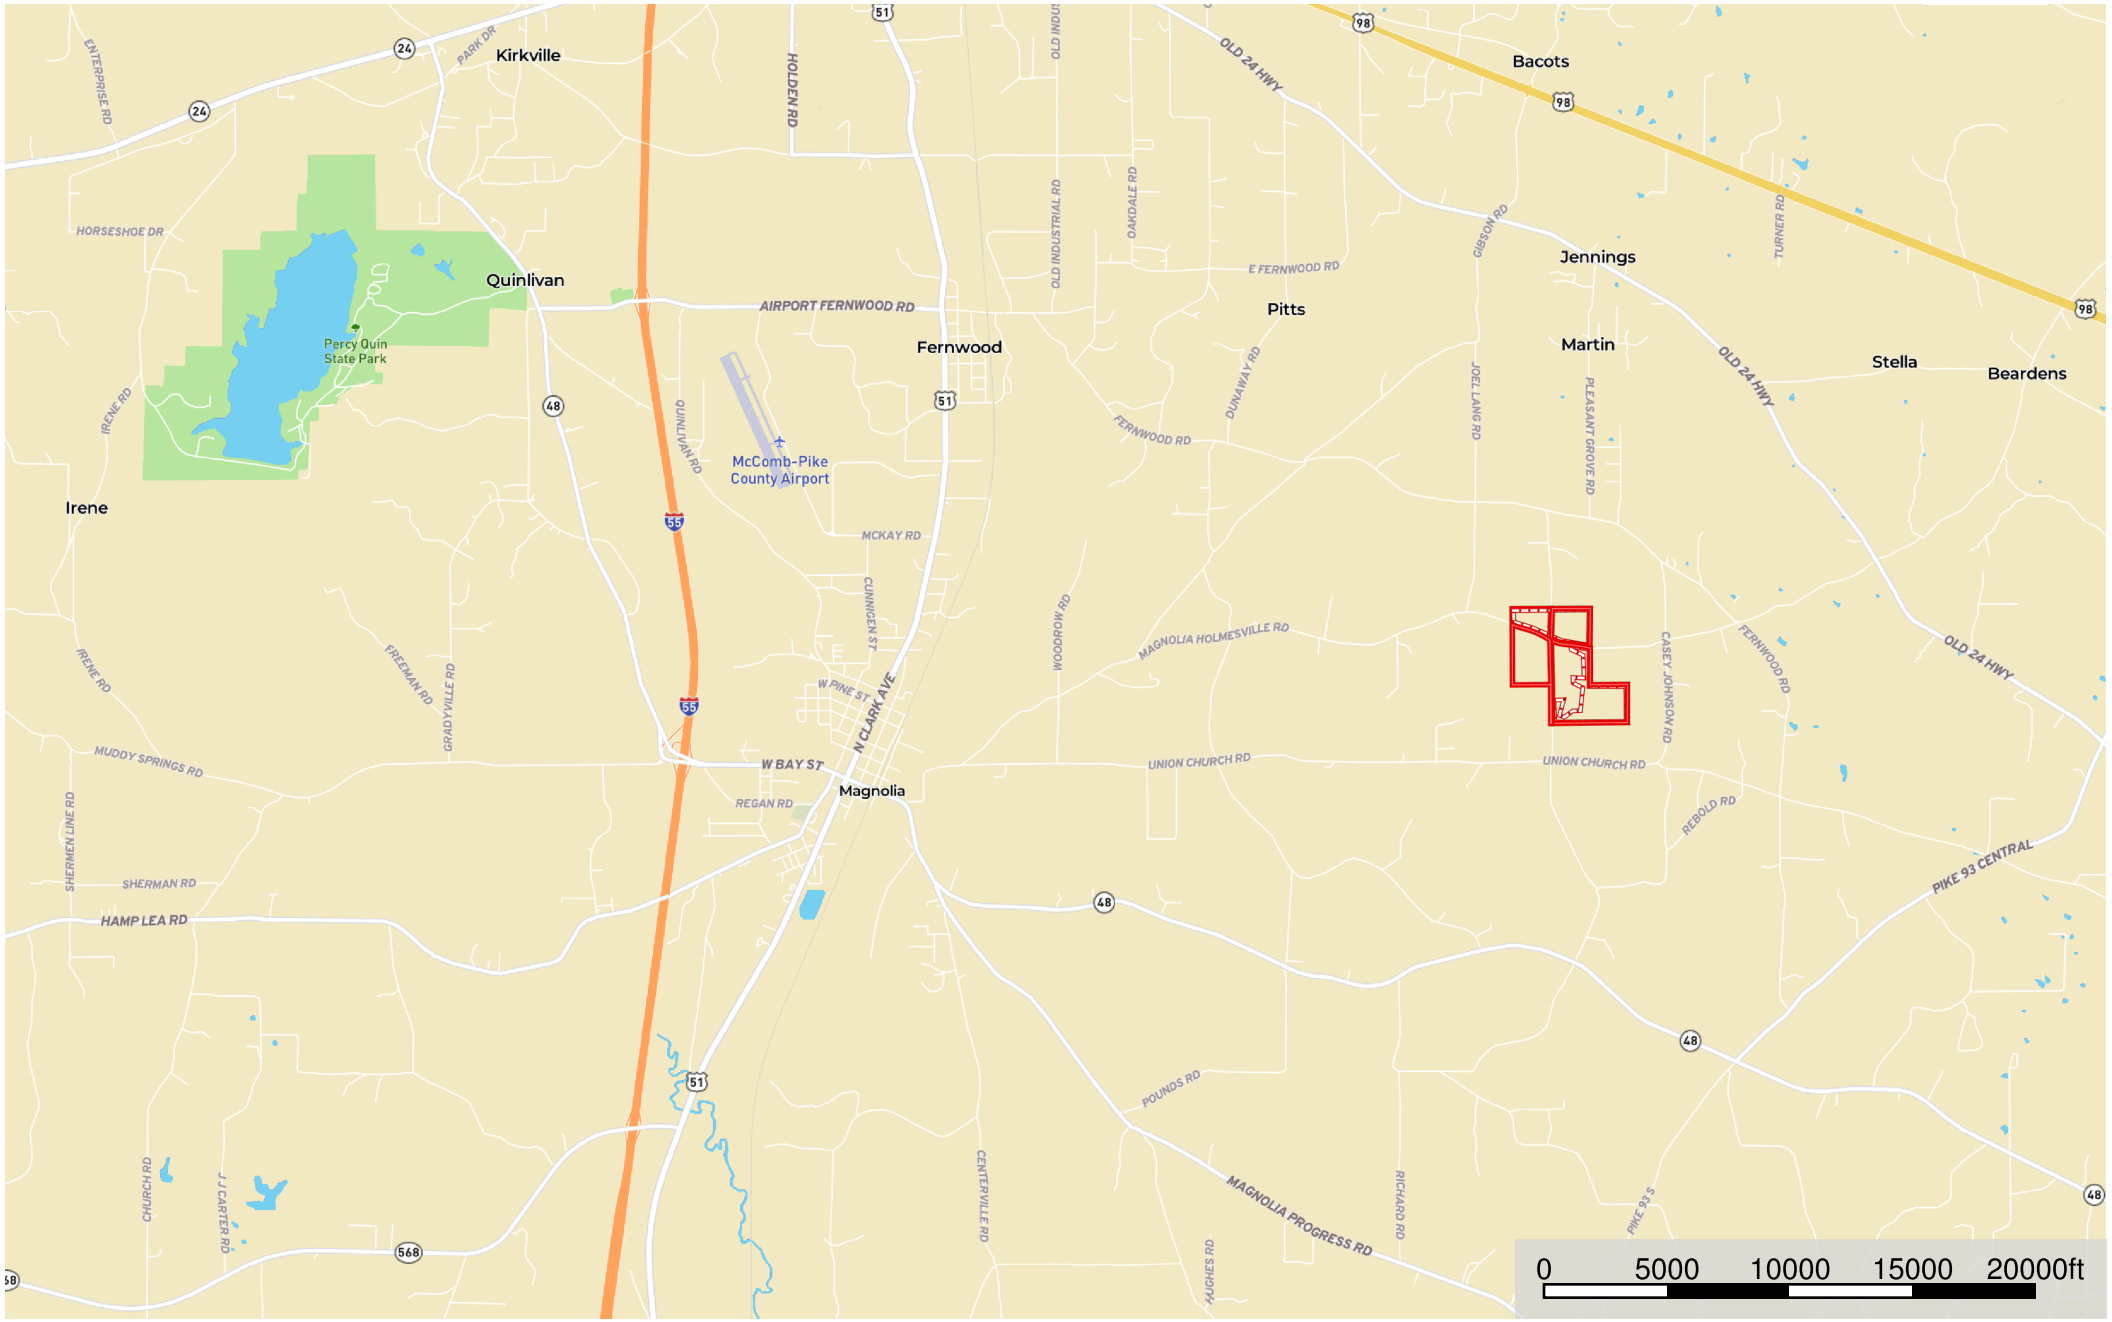 51
98
24
PARK DR
Kirkville
ENTERPRISE RD
HOLDEN RD
OLD INDUS
OLD 24 HWY
Bacots
98
24
OAKDALE RD
OLD INDUSTRIAL RD
GIBSON RD
TURNER RD
HORSESHOE DR
Jennings
E FERNWOOD RD
Quinlivan
AIRPORT FERNWOOD RD
Pitts
98
Percy Quin
State Park
Fernwood
Martin
Stella
Beardens
OLD 24 HWY
DUNAWAY RD
JOEL LANG RD
PLEASANT GROVE RD
IRENE RD
48
51
QUINLIVAN RD
FERNWOOD RD
McComb-Pike
County Airport
Irene
55
MCKAY RD
CUNNIGEN ST
WOODROW RD
MAGNOLIA HOLMESVILLE RD
CASEY JOHNSON RD
FERNWOOD RD
OLD 24 HWY
IRENE RD
FREEMAN RD
GRADYVILLE RD
W PINE ST
N CLARK AVE
55
MUDDY SPRINGS RD
W BAY ST
UNION CHURCH RD
UNION CHURCH RD
Magnolia
REGAN RD
REBOLD RD
SHERMEN LINE RD
SHERMAN RD
PIKE 93 CENTRAL
HAMP LEA RD
48
48
51
POUNDS RD
CHURCH RD
J J CARTER RD
CENTERVILLE RD
MAGNOLIA PROGRESS RD
RICHARD RD
PIKE 93 S
48
568
68
HUGHES RD
0 5000 10000 15000 20000ft